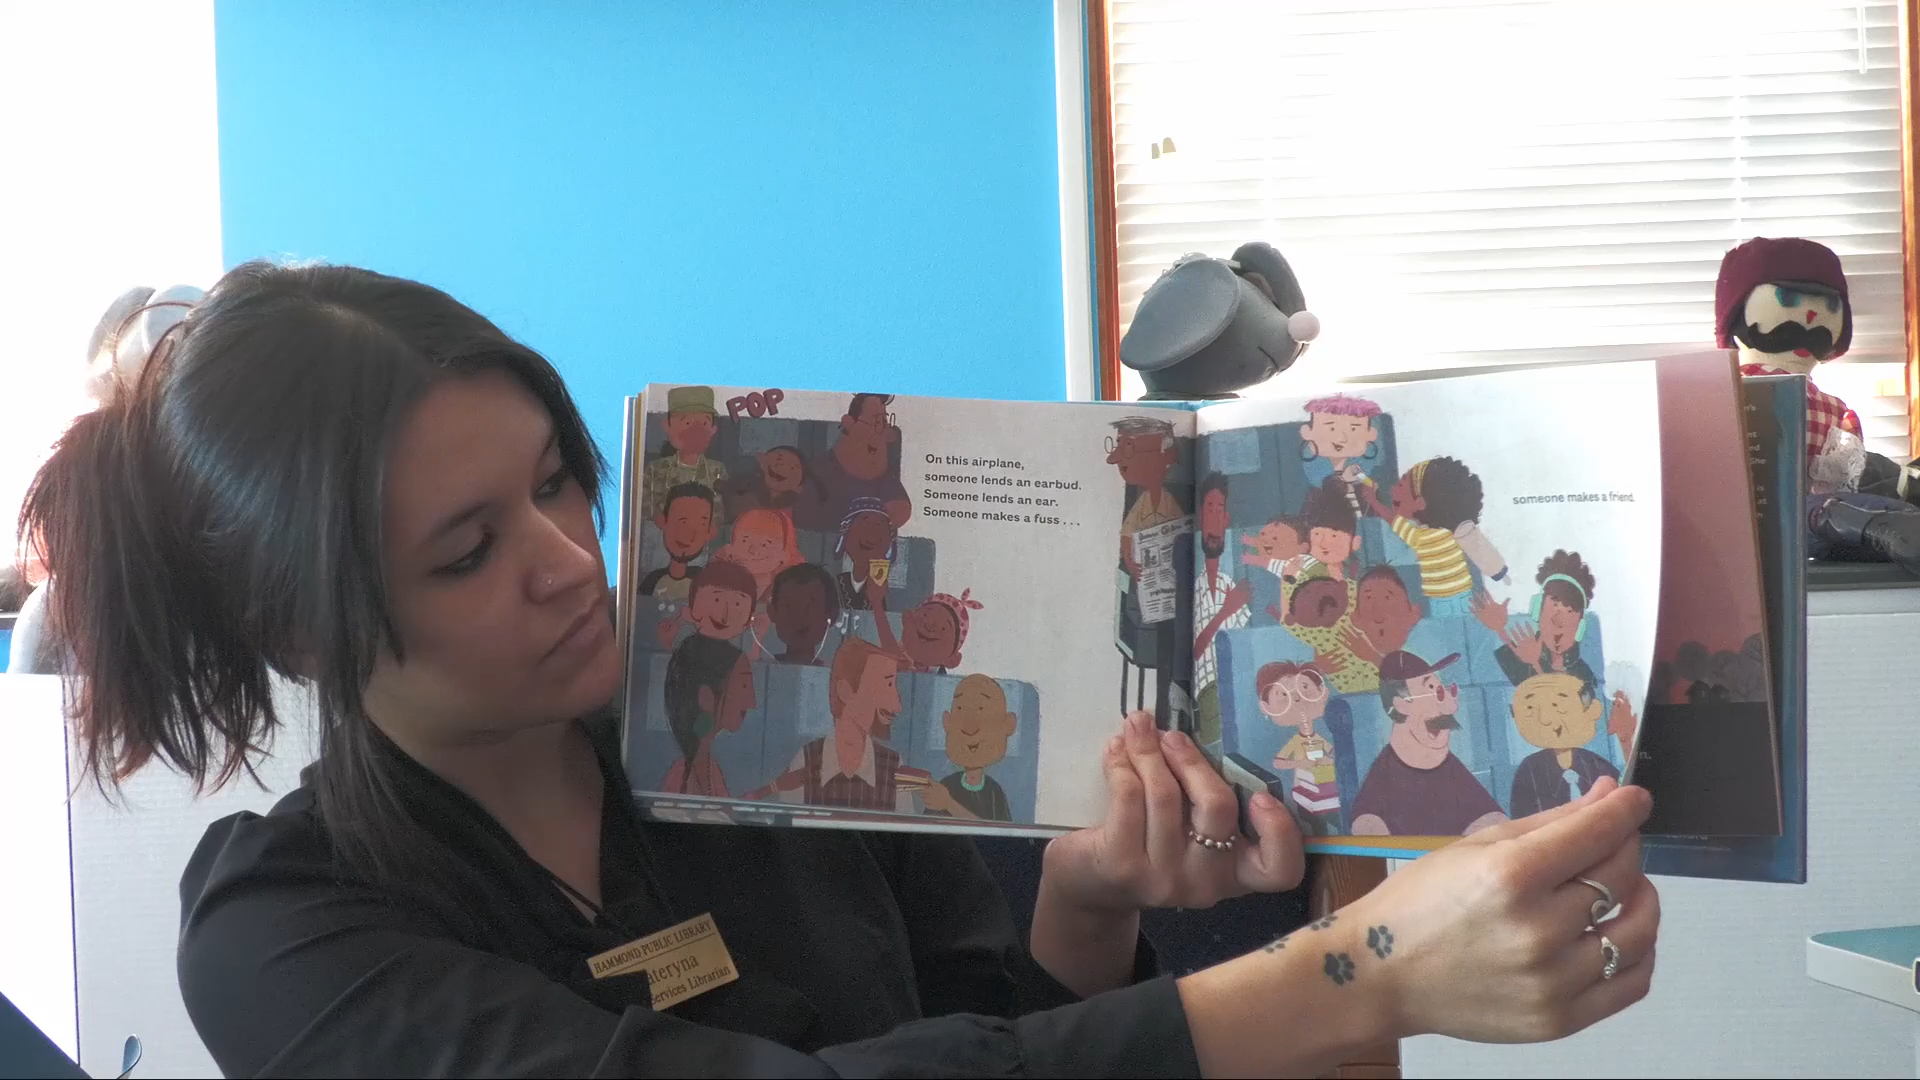 POP
On this airplane,
someone lends an earbud.
Someone lends an ear.
Someone makes a fuss . . .
someone makes a friend.
HAMMOND PUBLIC LIBRARY
ateryna
Services Librarian